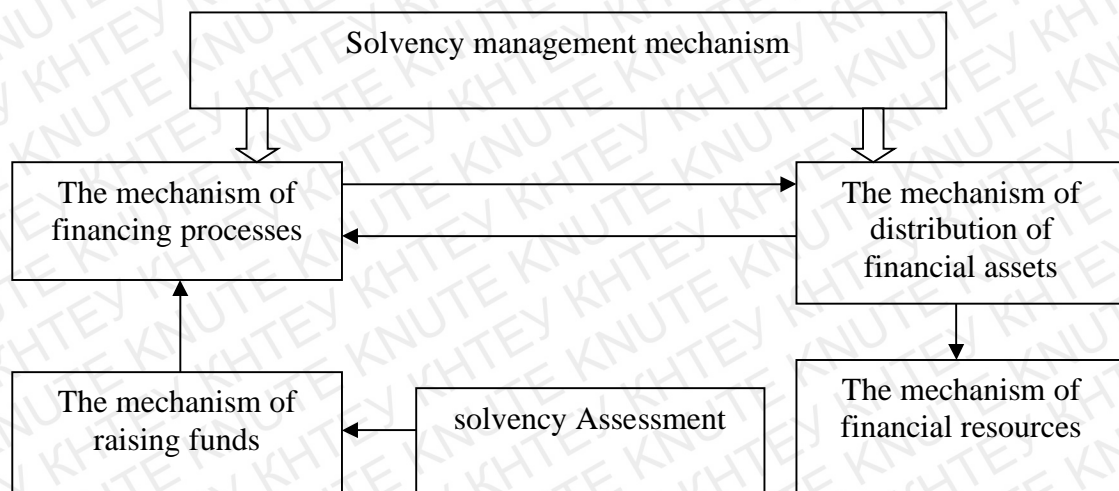 Solvency management mechanism
The mechanism of
financing processes
The mechanism of
distribution of
financial assets
The mechanism of
raising funds
solvency Assessment
The mechanism of
financial resources